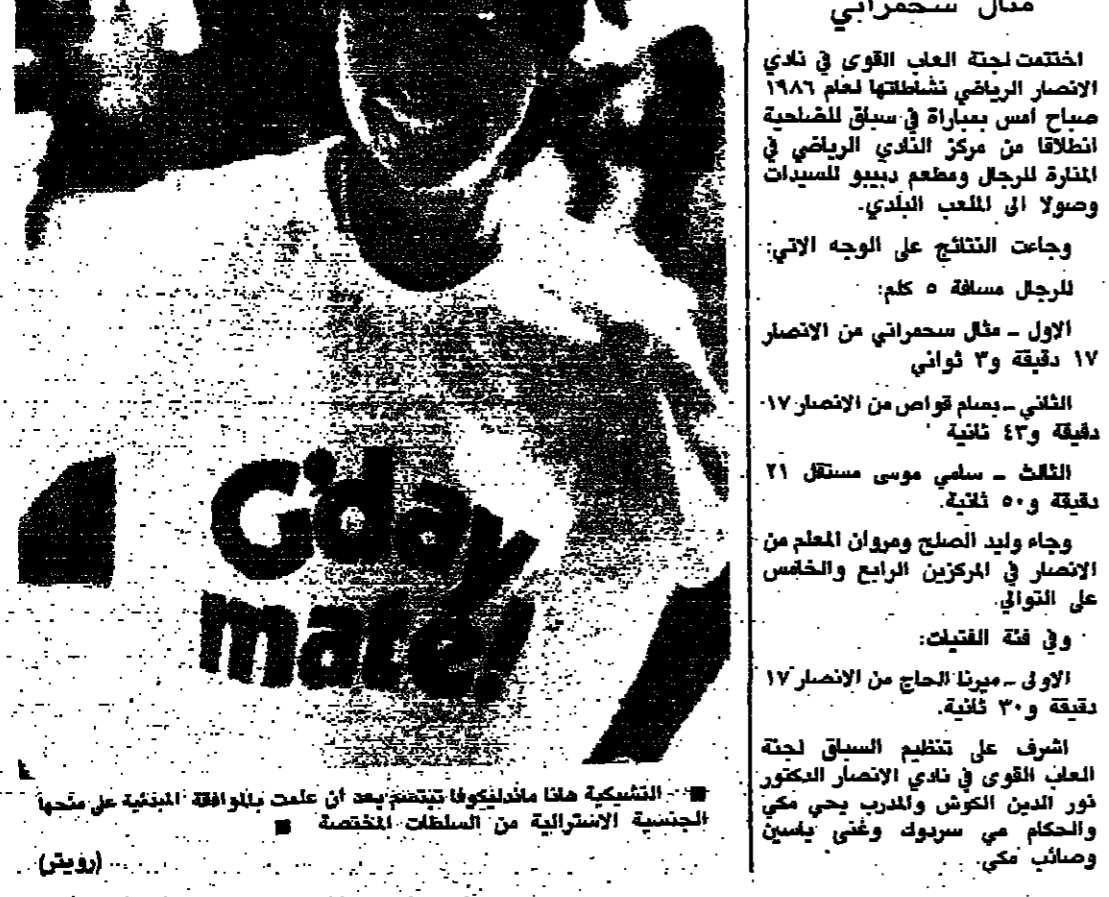 مثال سحمراني
اختتمت لجنة العاب القوى في نادي
الانصار الرياضي نشاطاتها لعام ١٩٨٦
صباح امس بمباراة في سباق للضاحية
انطلاقا من مركز النادي الرياضي في
المنارة للرجال ومطعم دبيبو للسيدات
وصولا الى الملعب البلدي.
وجاءت النتائج على الوجه الاتي:
للرجال مسافة ٥ كلم:
الاول ـ مثال سحمراني من الانصار
١٧ دقيقة و٣ ثواني
الثاني ـ بسام قواص من الانصار ١٧
دقيقة و٤٣ ثانية
الثالث ـ سامي موسى مستقل ٢١
دقيقة و٥٠ ثانية.
وجاء وليد الصلح ومروان المعلم من
الانصار في المركزين الرابع والخامس
على التوالي.
وفي فئة الفتيات:
الاولى ـ ميرنا الحاج من الانصار ١٧
دقيقة و٣٠ ثانية.
اشرف على تنظيم السباق لجنة
العاب القوى في نادي الانصار الدكتور
نور الدين الكوش والمدرب يحي مكي
والحكام مي سربوك وغنى ياسين
وصائب مكي.
G'day
mate!
■ ـ التشيكية هانا ماندليكوفا تبتسم بعد أن علمت بالموافقة المبدئية على منحها
الجنسية الاسترالية من السلطات المختصة ■
(رويتر)